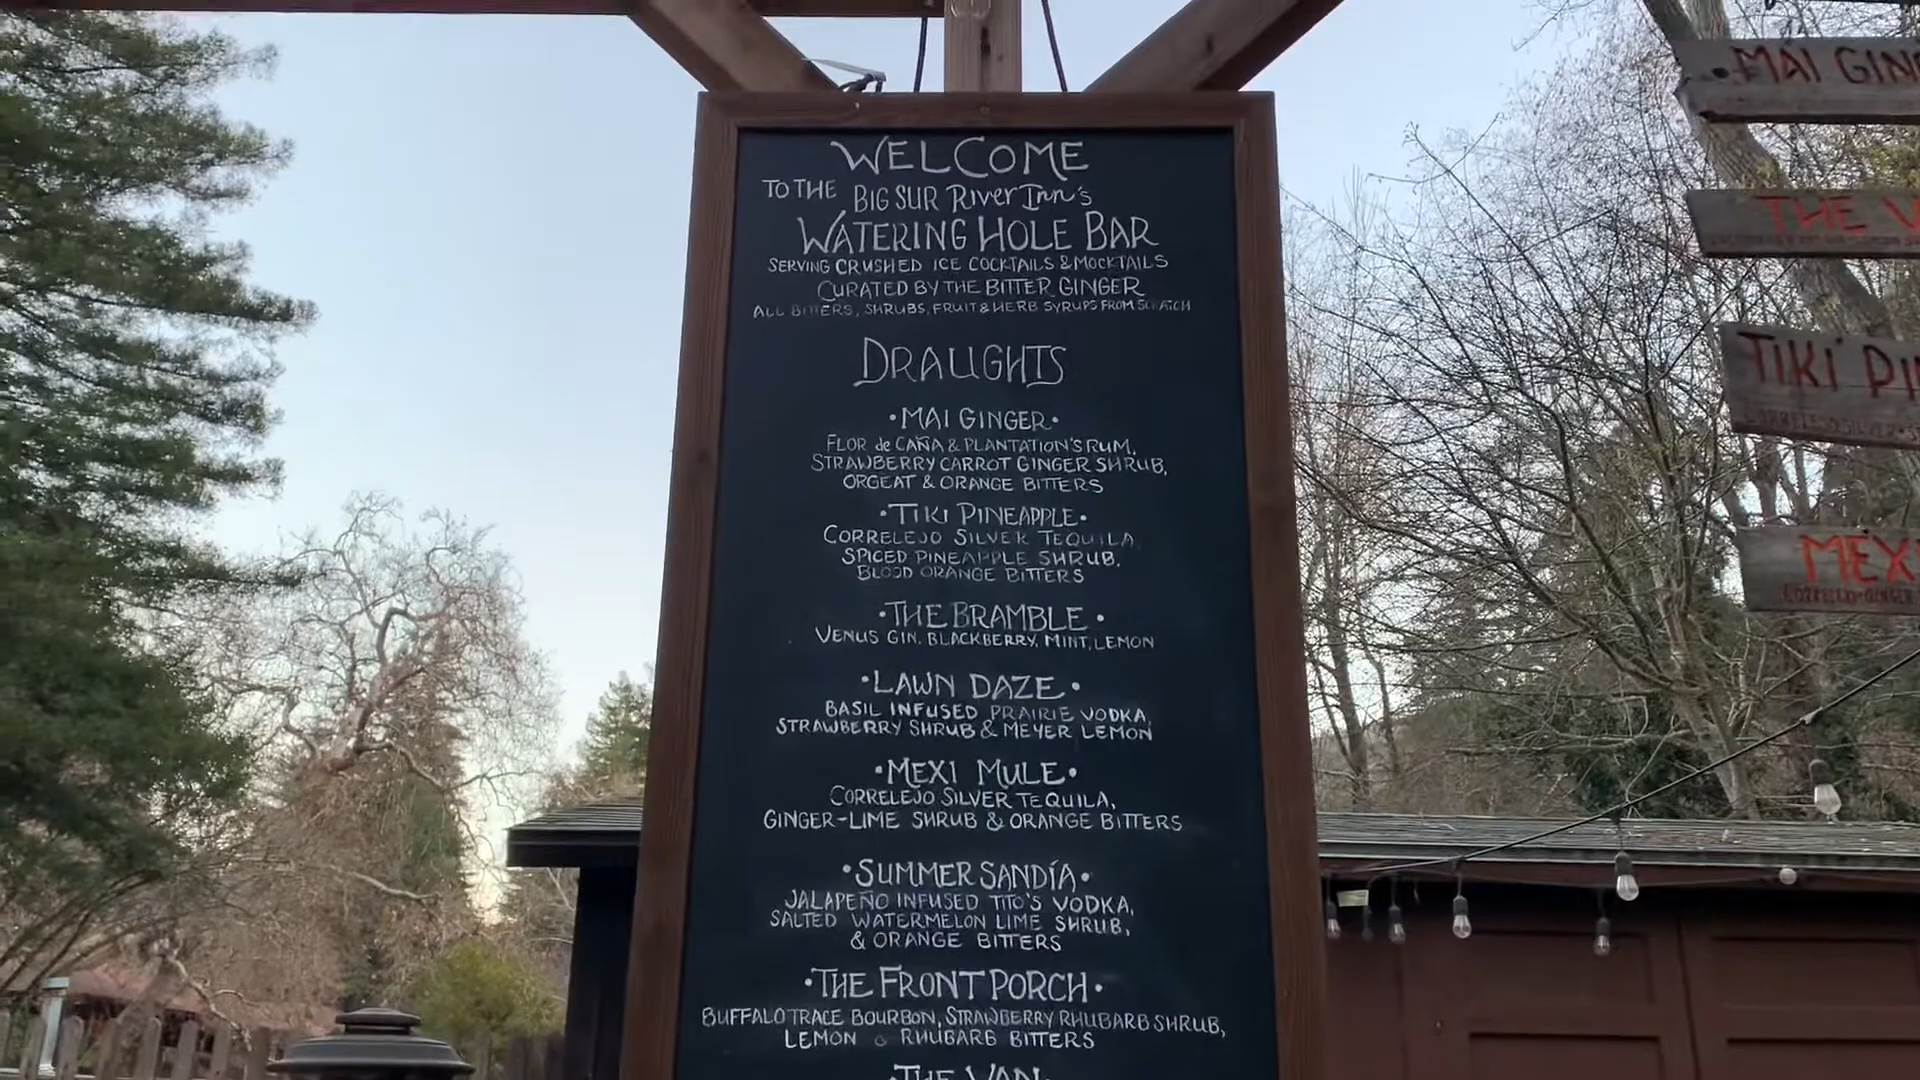 WELCOME
TO THE BIG SUR River Inn's
WATERING HOLE BAR
SERVING CRUSHED ICE COCKTAILS & MOCKTAILS
CURATED BY THE BITTER GINGER
ALL BITTERS, SHRUBS, FRUIT & HERB SYRUPS FROM SCRATCH
DRAUGHTS
•MAI GINGER•
FLOR de CAÑA & PLANTATION'S RUM,
STRAWBERRY CARROT GINGER SHRUB,
ORGEAT & ORANGE BITTERS
•TIKI PINEAPPLE•
CORRELEJO SILVER TEQUILA
SPICED PINEAPPLE SHRUB,
BLOOD ORANGE BITTERS
•THE BRAMBLE•
VENUS GIN, BLACKBERRY, MINT, LEMON
•LAWN DAZE•
BASIL INFUSED PRAIRIE VODKA,
STRAWBERRY SHRUB & MEYER LEMON
•MEXI MULE•
CORRELEJO SILVER TEQUILA,
GINGER-LIME SHRUB & ORANGE BITTERS
•SUMMER SANDÍA•
JALAPEÑO INFUSED TITO'S VODKA,
SALTED WATERMELON LIME SHRUB,
& ORANGE BITTERS
•THE FRONT PORCH•
BUFFALO TRACE BOURBON, STRAWBERRY RHUBARB SHRUB,
LEMON & RHUBARB BITTERS
•THE VAN
MAI GIN
THE V
TIKI PI
MEXI